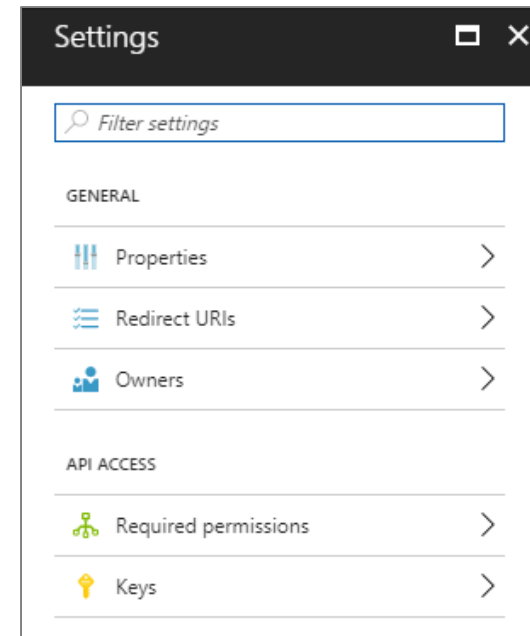 Settings
Filter settings
GENERAL
Properties
Redirect URIs
Owners
API ACCESS
Required permissions
Keys